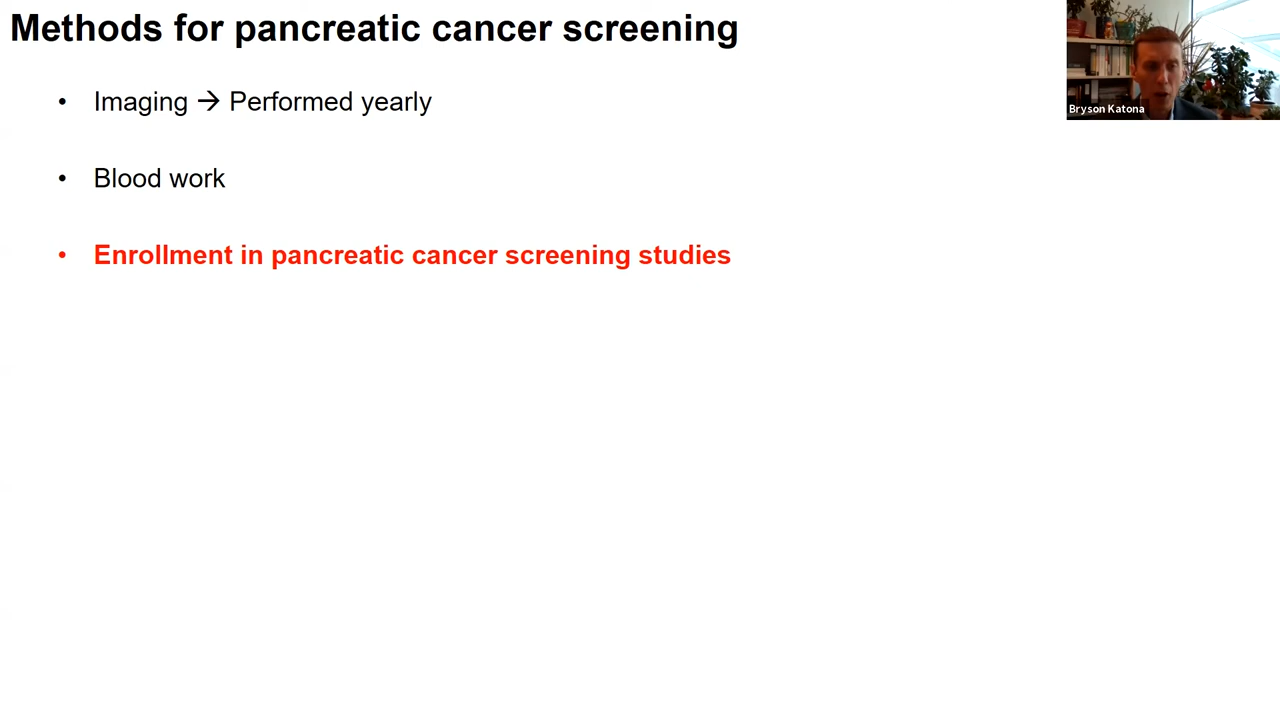 Methods for pancreatic cancer screening
• Imaging → Performed yearly
• Blood work
• Enrollment in pancreatic cancer screening studies
Bryson Katona